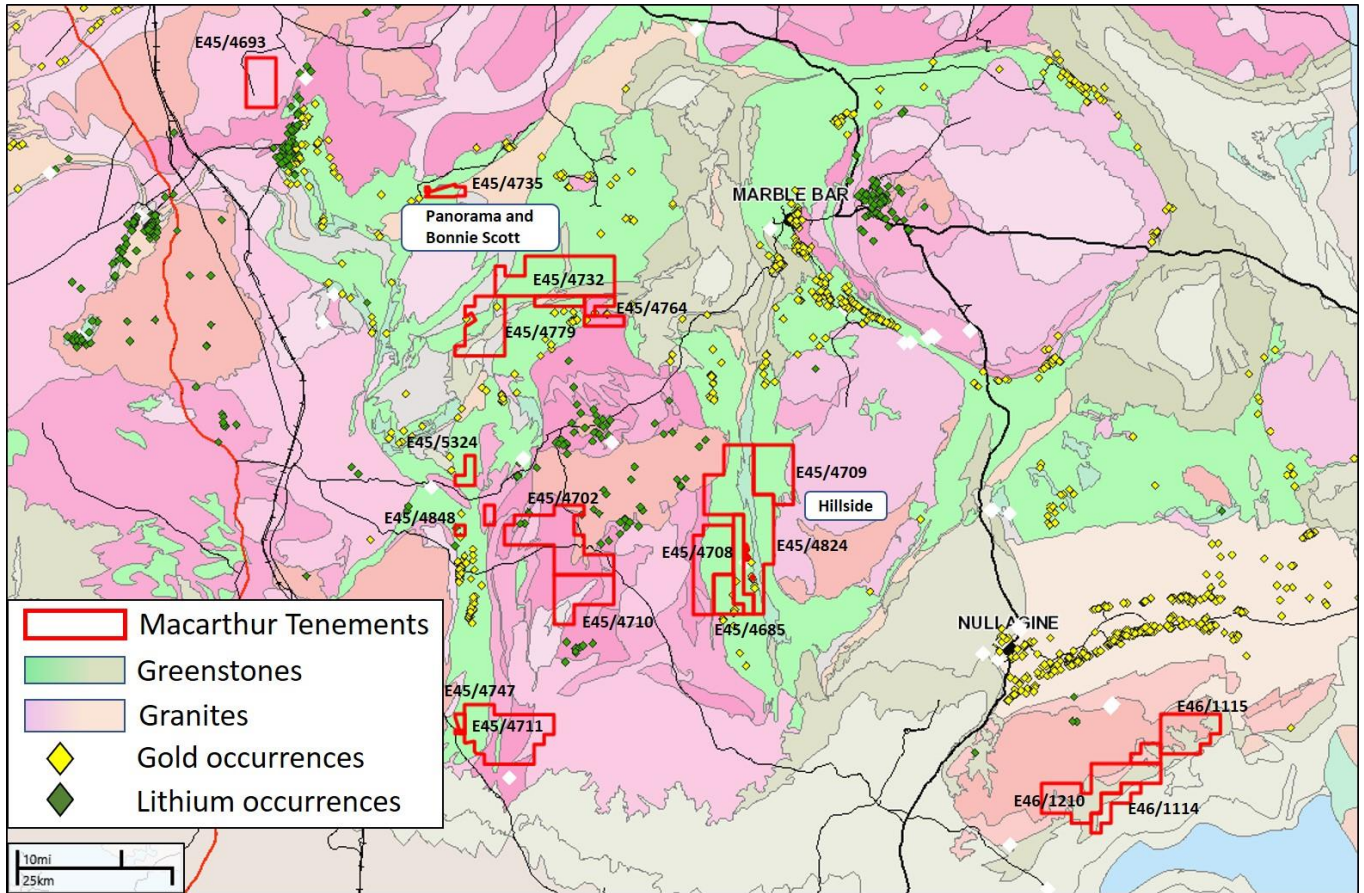 E45/4693
E45/4735
Panorama and
Bonnie Scott
MARBLE BAR
E45/4732
E45/4764
E45/4779
E45/5324
E45/4709
Hillside
E45/4702
E45/4848
E45/4708
E45/4824
E45/4710
E45/4685
NULLAGINE
E45/4747
E45/4711
E46/1115
E46/1210
E46/1114
Macarthur Tenements
Greenstones
Granites
Gold occurrences
Lithium occurrences
10mi
25km